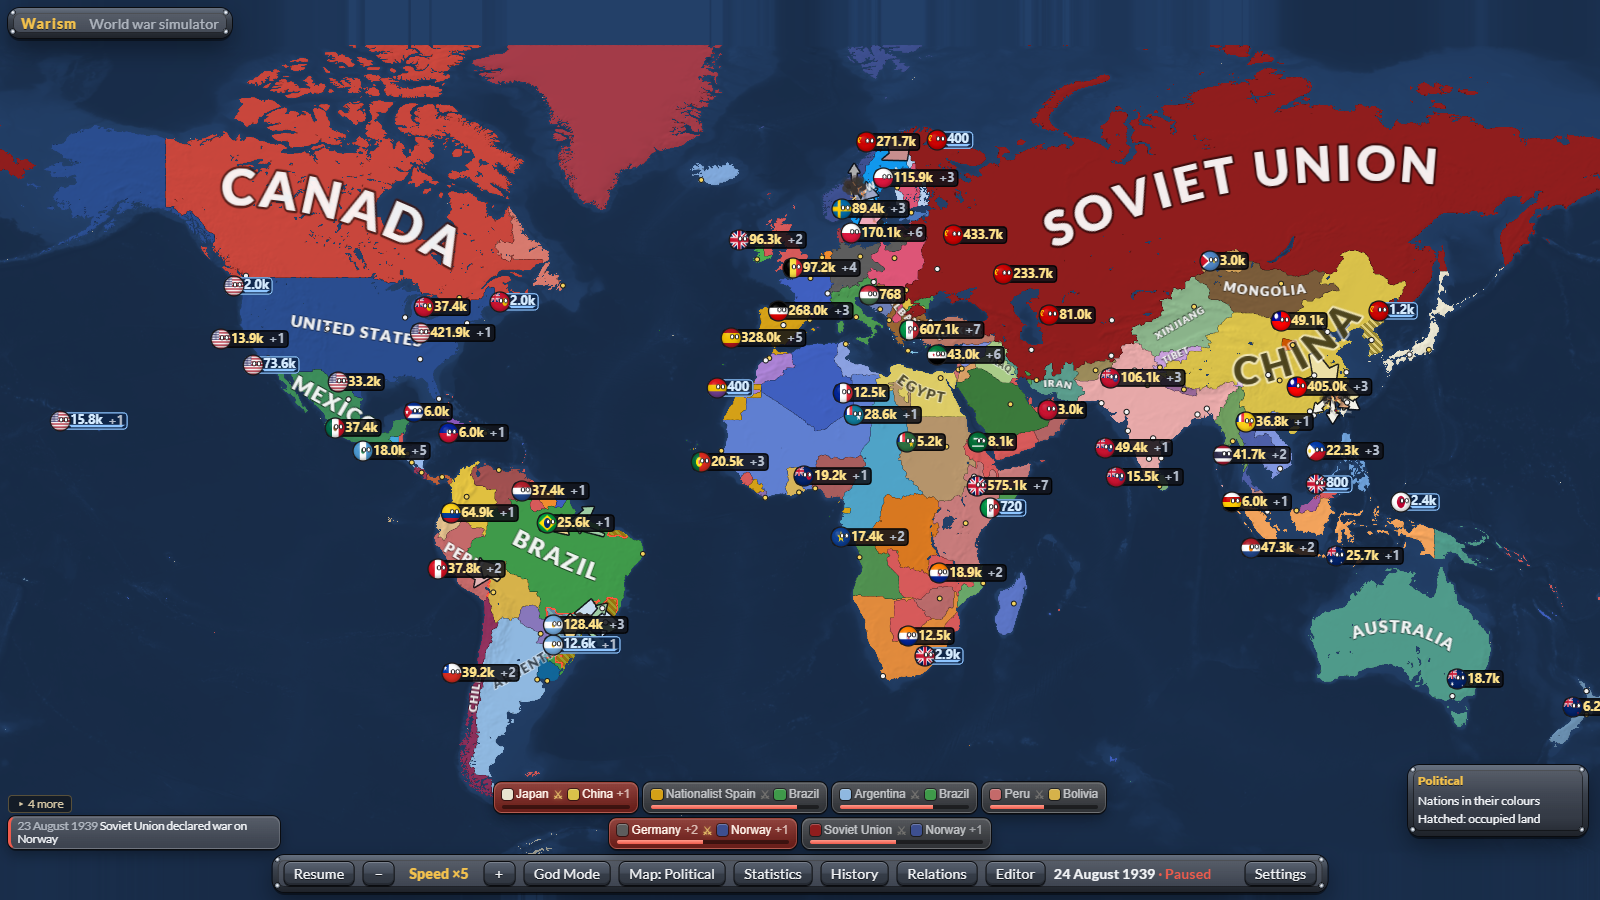 Warism World war simulator
CANADA
SOVIET UNION
UNITED STATE
MEXICO
MONGOLIA
XINJIANG
TIBET
CHINA
IRAN
EGYPT
BRAZIL
PER
CHIL
AUSTRALIA
271.7k
400
115.9k +3
89.4k +3
96.3k +2
170.1k +6
433.7k
97.2k +4
3.0k
233.7k
2.0k
768
37.4k
2.0k
268.0k +3
81.0k
1.2k
49.1k
13.9k +1
421.9k +1
328.0k +5
607.1k +7
43.0k +6
73.6k
33.2k
400
12.5k
106.1k +3
405.0k +3
15.8k +1
6.0k
28.6k +1
3.0k
36.8k +1
37.4k
6.0k +1
5.2k
8.1k
18.0k +5
49.4k +1
41.7k +2
22.3k +3
20.5k +3
19.2k +1
15.5k +1
37.4k +1
575.1k +7
800
64.9k +1
25.6k +1
720
6.0k +1
2.4k
17.4k +2
47.3k +2
25.7k +1
37.8k +2
18.9k +2
128.4k +3
12.6k +1
12.5k
2.9k
39.2k +2
18.7k
6.2
Political
Nations in their colours
Hatched: occupied land
Japan China +1
Nationalist Spain Brazil
Argentina Brazil
Peru Bolivia
4 more
23 August 1939 Soviet Union declared war on
Norway
Germany +2 Norway +1
Soviet Union Norway +1
Resume − Speed ×5 + God Mode Map: Political Statistics History Relations Editor 24 August 1939 · Paused Settings